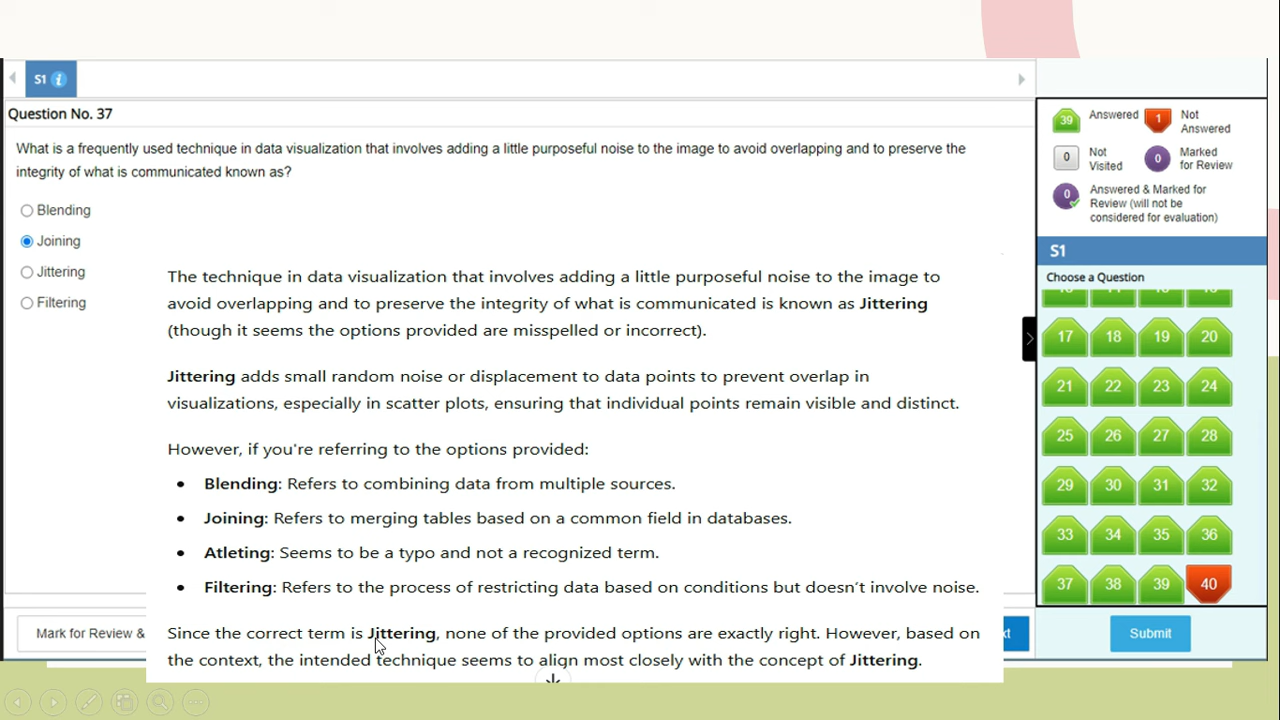 S1 i
Question No. 37
What is a frequently used technique in data visualization that involves adding a little purposeful noise to the image to avoid overlapping and to preserve the
integrity of what is communicated known as?
Blending
Joining
Jittering
Filtering
The technique in data visualization that involves adding a little purposeful noise to the image to
avoid overlapping and to preserve the integrity of what is communicated is known as Jittering
(though it seems the options provided are misspelled or incorrect).
Jittering adds small random noise or displacement to data points to prevent overlap in
visualizations, especially in scatter plots, ensuring that individual points remain visible and distinct.
However, if you're referring to the options provided:
• Blending: Refers to combining data from multiple sources.
• Joining: Refers to merging tables based on a common field in databases.
• Atleting: Seems to be a typo and not a recognized term.
• Filtering: Refers to the process of restricting data based on conditions but doesn't involve noise.
Since the correct term is Jittering, none of the provided options are exactly right. However, based on
the context, the intended technique seems to align most closely with the concept of Jittering.
Mark for Review &
39 Answered 1 Not
Answered
0 Not
Visited
0 Marked
for Review
0 Answered & Marked for
Review (will not be
considered for evaluation)
S1
Choose a Question
17 18 19 20
21 22 23 24
25 26 27 28
29 30 31 32
33 34 35 36
37 38 39 40
Submit